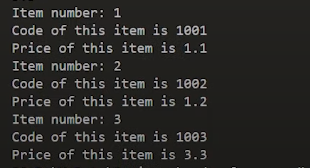 Item number: 1
Code of this item is 1001
Price of this item is 1.1
Item number: 2
Code of this item is 1002
Price of this item is 1.2
Item number: 3
Code of this item is 1003
Price of this item is 3.3